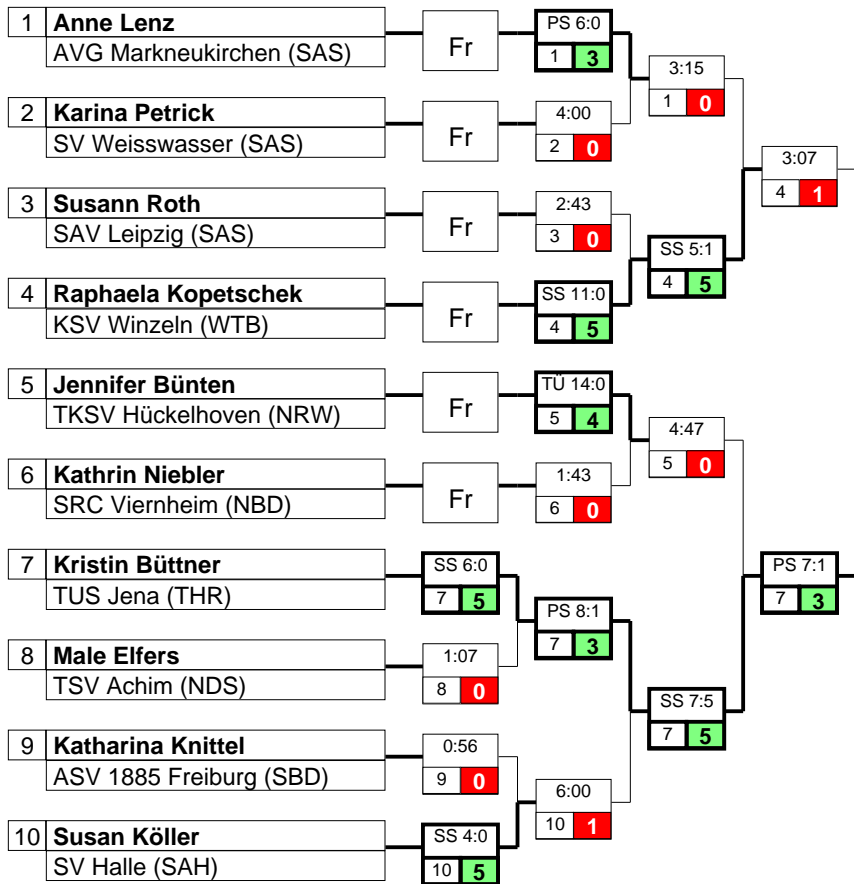 1 Anne Lenz
AVG Markneukirchen (SAS)
Fr
PS 6:0
1 3
3:15
1 0
2 Karina Petrick
SV Weisswasser (SAS)
Fr
4:00
2 0
3:07
4 1
3 Susann Roth
SAV Leipzig (SAS)
Fr
2:43
3 0
SS 5:1
4 5
4 Raphaela Kopetschek
KSV Winzeln (WTB)
Fr
SS 11:0
4 5
5 Jennifer Bünten
TKSV Hückelhoven (NRW)
Fr
TÜ 14:0
5 4
4:47
5 0
6 Kathrin Niebler
SRC Viernheim (NBD)
Fr
1:43
6 0
7 Kristin Büttner
TUS Jena (THR)
SS 6:0
7 5
PS 8:1
7 3
PS 7:1
7 3
8 Male Elfers
TSV Achim (NDS)
1:07
8 0
SS 7:5
7 5
9 Katharina Knittel
ASV 1885 Freiburg (SBD)
0:56
9 0
6:00
10 1
10 Susan Köller
SV Halle (SAH)
SS 4:0
10 5